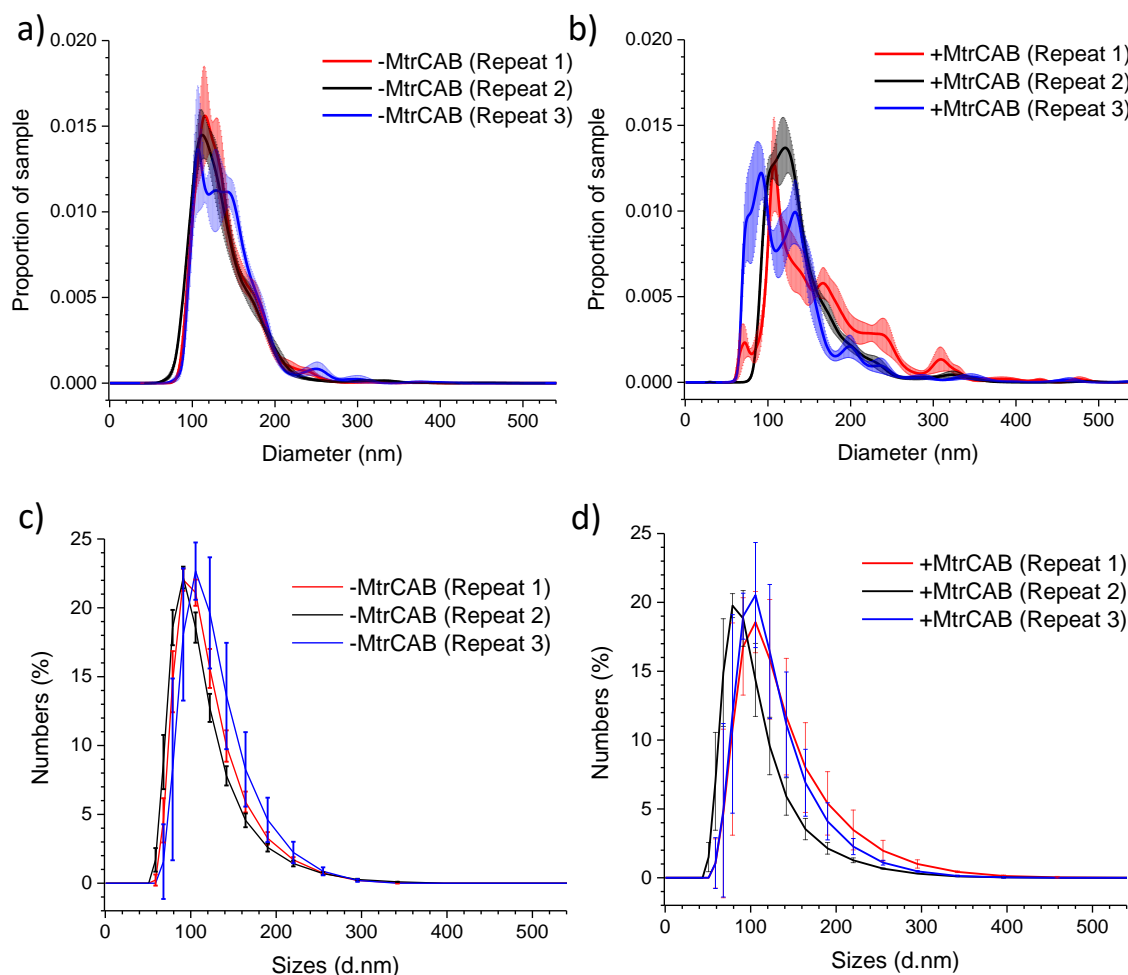 a)
0.020
0.015
0.010
0.005
0.000
Proportion of sample
-MtrCAB (Repeat 1)
-MtrCAB (Repeat 2)
-MtrCAB (Repeat 3)
0 100 200 300 400 500
Diameter (nm)
b)
0.020
0.015
0.010
0.005
0.000
Proportion of sample
+MtrCAB (Repeat 1)
+MtrCAB (Repeat 2)
+MtrCAB (Repeat 3)
0 100 200 300 400 500
Diameter (nm)
c)
25
20
15
10
5
0
Numbers (%)
-MtrCAB (Repeat 1)
-MtrCAB (Repeat 2)
-MtrCAB (Repeat 3)
0 100 200 300 400 500
Sizes (d.nm)
d)
25
20
15
10
5
0
Numbers (%)
+MtrCAB (Repeat 1)
+MtrCAB (Repeat 2)
+MtrCAB (Repeat 3)
0 100 200 300 400 500
Sizes (d.nm)